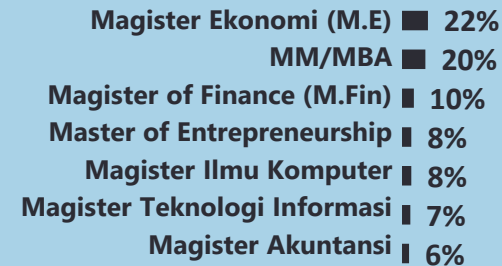 Magister Ekonomi (M.E) 22%
MM/MBA 20%
Magister of Finance (M.Fin) 10%
Master of Entrepreneurship 8%
Magister Ilmu Komputer 8%
Magister Teknologi Informasi 7%
Magister Akuntansi 6%